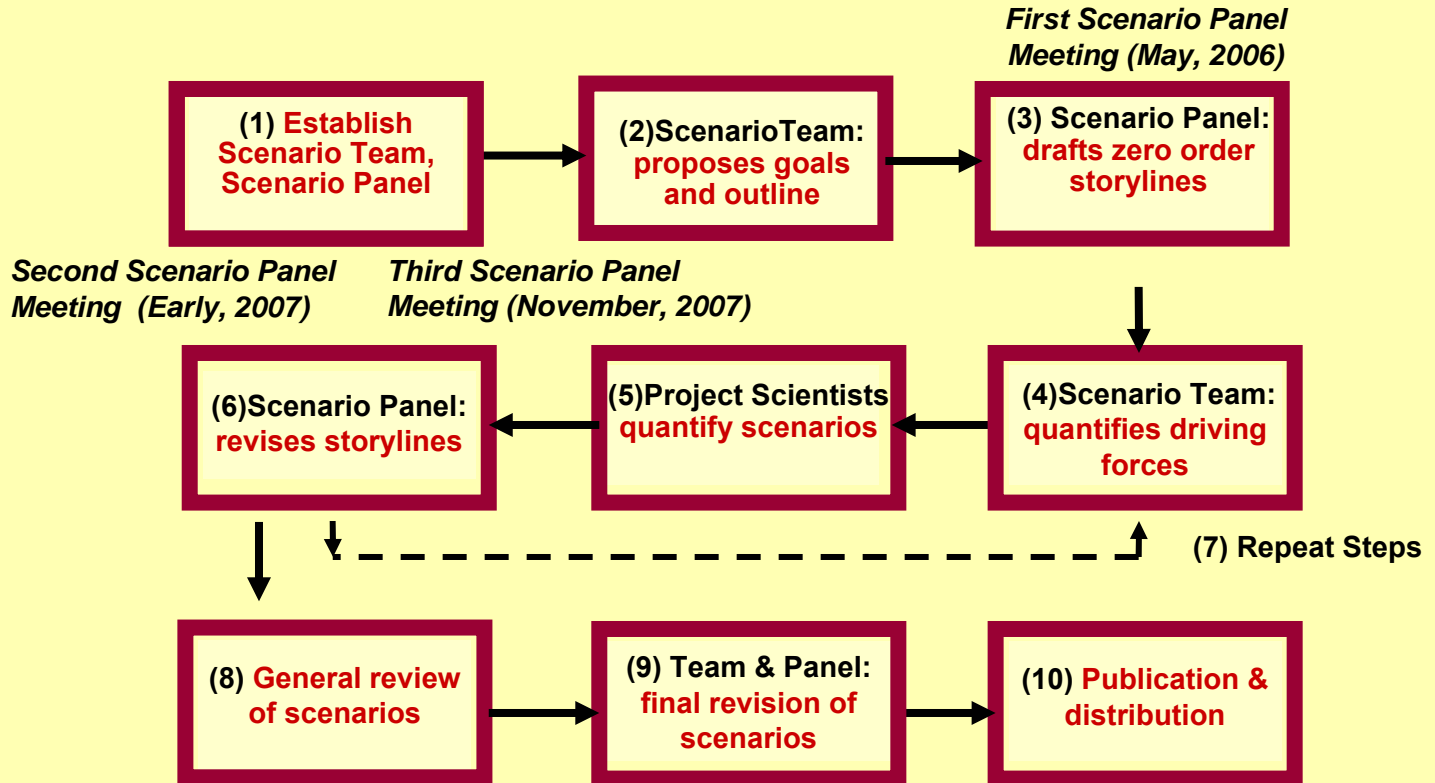 First Scenario Panel
Meeting (May, 2006)
(1) Establish
Scenario Team,
Scenario Panel
(2)ScenarioTeam:
proposes goals
and outline
(3) Scenario Panel:
drafts zero order
storylines
Second Scenario Panel
Meeting (Early, 2007)
Third Scenario Panel
Meeting (November, 2007)
(6)Scenario Panel:
revises storylines
(5)Project Scientists
quantify scenarios
(4)Scenario Team:
quantifies driving
forces
(7) Repeat Steps
(8) General review
of scenarios
(9) Team & Panel:
final revision of
scenarios
(10) Publication &
distribution